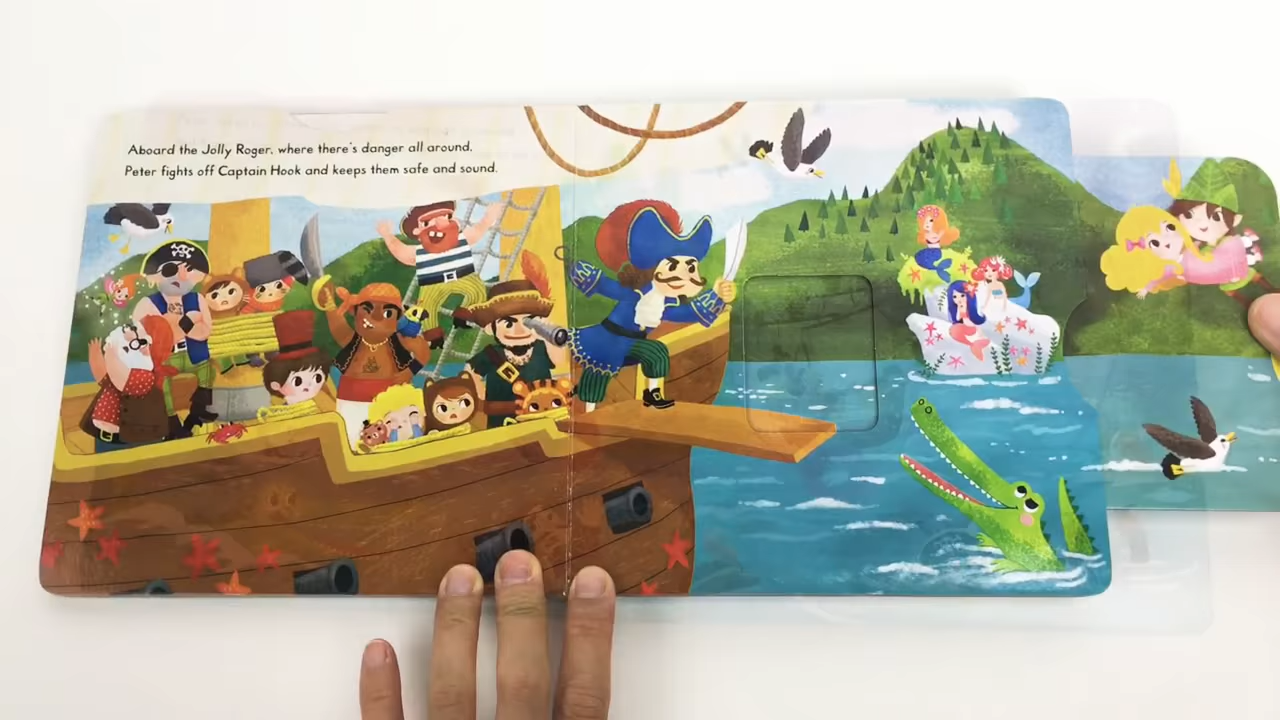 Aboard the Jolly Roger, where there's danger all around,
Peter fights off Captain Hook and keeps them safe and sound.